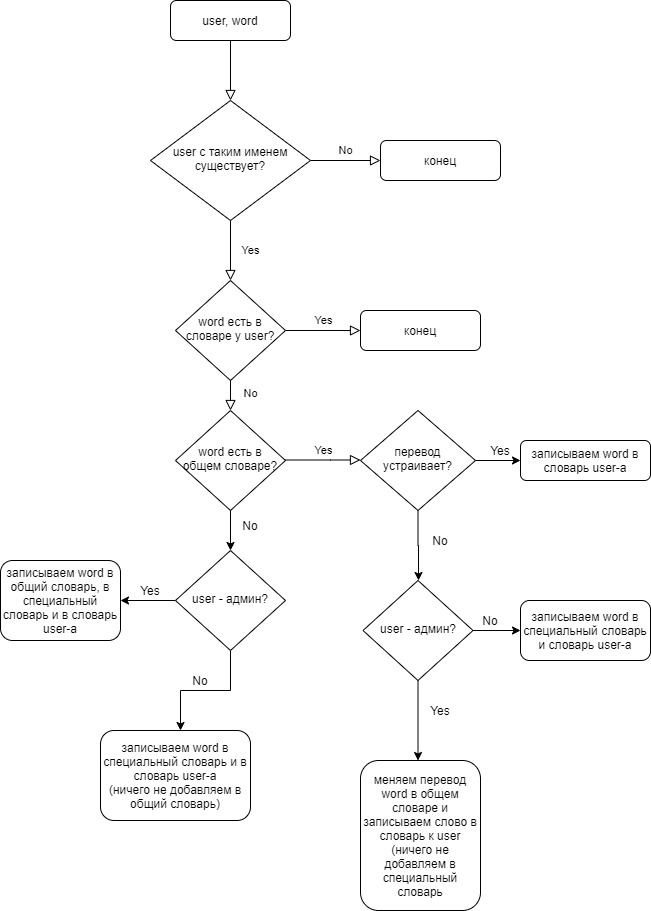 user, word
user с таким именем
существует?
No
конец
Yes
word есть в
словаре у user?
Yes
конец
No
word есть в
общем словаре?
Yes
перевод
устраивает?
Yes
записываем word в
словарь user-а
No
No
user - админ?
Yes
записываем word в
общий словарь, в
специальный
словарь и в словарь
user-а
user - админ?
No
записываем word в
специальный словарь
и словарь user-а
No
записываем word в
специальный словарь и в
словарь user-а
(ничего не добавляем в
общий словарь)
Yes
меняем перевод
word в общем
словаре и
записываем слово в
словарь к user
(ничего не
добавляем в
специальный
словарь